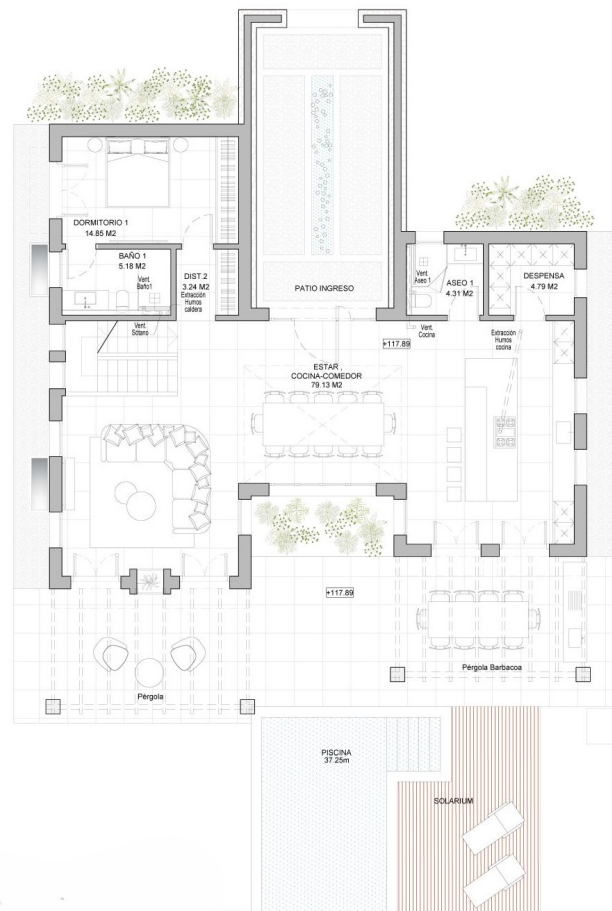 DORMITORIO 1
14.85 M2
BAÑO 1
5.18 M2
Vent.
Baño1
DIST.2
3.24 M2
Extracción
Humos
caldera
Vent.
Sótano
PATIO INGRESO
Vent.
Aseo 1
ASEO 1
4.31 M2
DESPENSA
4.79 M2
Vent.
Cocina
Extracción
Humos
cocina
+117.89
ESTAR ,
COCINA-COMEDOR
79.13 M2
+117.89
Pérgola
Pérgola Barbacoa
PISCINA
37.25m
SOLARIUM